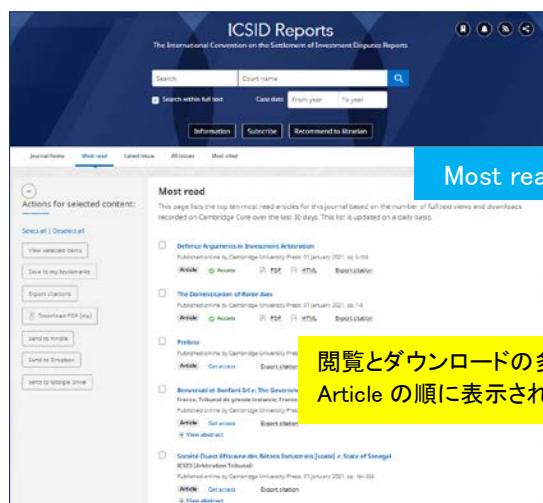 ICSID Reports
The International Convention on the Settlement of Investment Disputes Reports
Search
Court name
Search within full text
Case date
From year
To year
Information
Subscribe
Recommend to librarian
Journal home
Most read
Latest issue
All issues
Most cited
Most rea
Actions for selected content:
Select all | Deselect all
View selected items
Save to my bookmarks
Export citations
Download PDF (zip)
Send to Kindle
Send to Dropbox
Send to Google Drive
Most read
This page lists the top ten most read articles for this journal based on the number of full text views and downloads
recorded on Cambridge Core over the last 30 days. This list is updated on a daily basis.
Defence Arguments in Investment Arbitration
Published online by Cambridge University Press: 01 January 2021, pp.
Article
Access
PDF
HTML
Export citation
The Domestication of
Published online by Cambridge University Press: 01 January 2021, pp. 1-8
Article
Access
PDF
HTML
Export citation
Preface
Published online by Cambridge University Press
Article
Get access
Export citation
閲覧とダウンロードの多
Article の順に表示され
Benvenuti et Bonfant Srl v. The Governme
France, Tribunal de grande instance; France
Published online by Cambridge University Press
Article
Get access
Export citation
View abstract
Société Ouest Africaine des Bétons Industriels [soabi] v. State of Senegal
ICSID (Arbitration Tribunal)
Published online by Cambridge University Press: 01 January 2021, pp.
Article
Get access
Export citation
View abstract